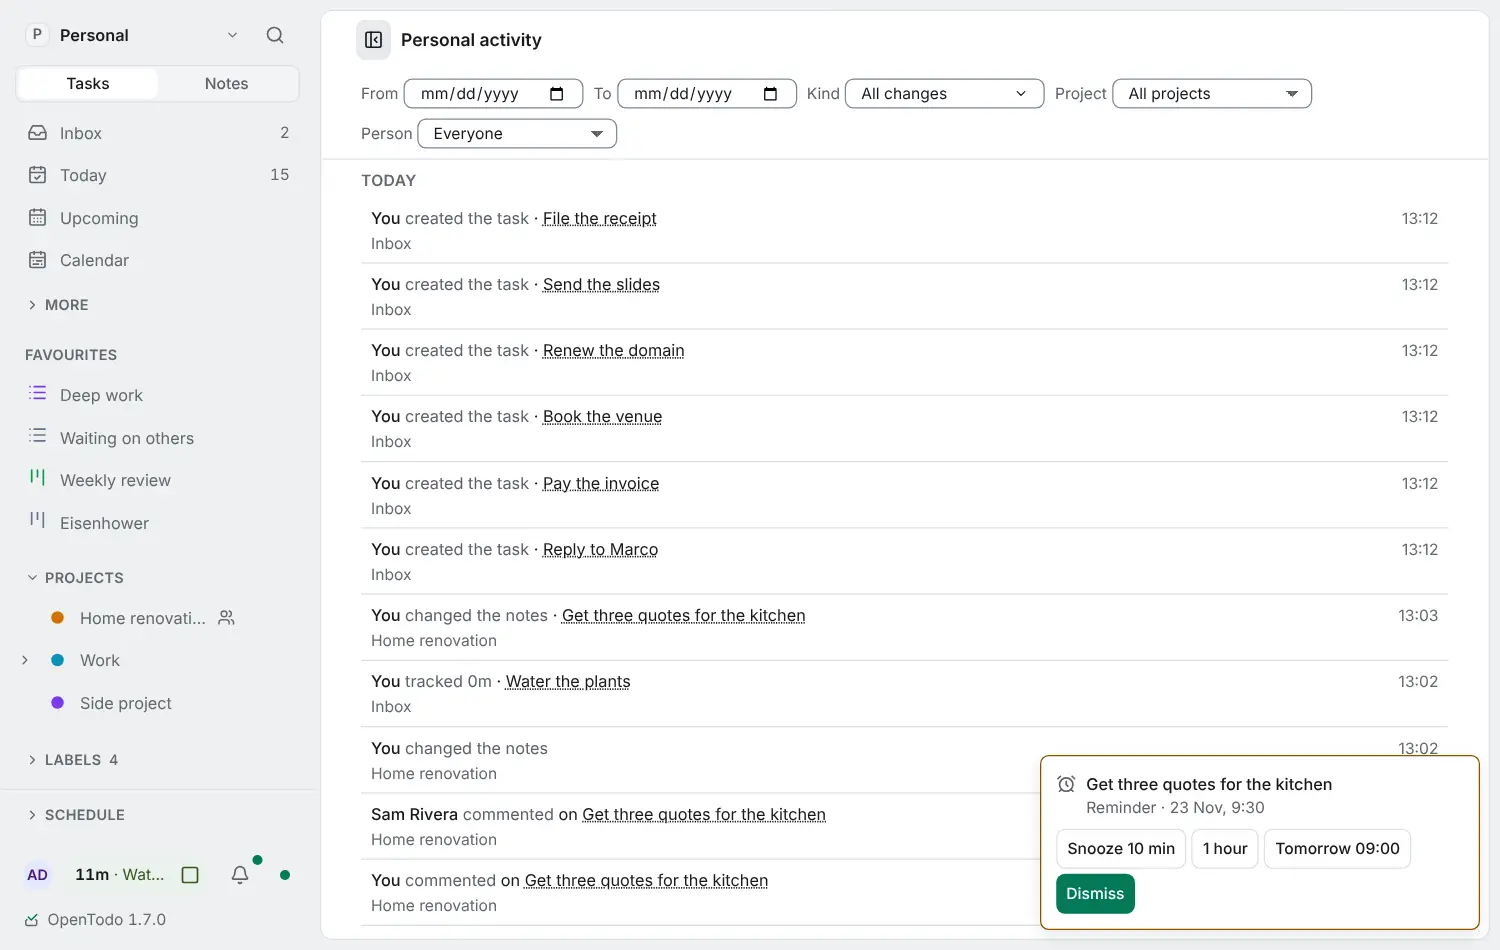 P Personal
Tasks Notes
Inbox 2
Today 15
Upcoming
Calendar
MORE
FAVOURITES
Deep work
Waiting on others
Weekly review
Eisenhower
PROJECTS
Home renovati...
Work
Side project
LABELS 4
SCHEDULE
AD 11m · Wat...
OpenTodo 1.7.0
Personal activity
From mm/dd/yyyy To mm/dd/yyyy Kind All changes Project All projects
Person Everyone
TODAY
You created the task · File the receipt 13:12
Inbox
You created the task · Send the slides 13:12
Inbox
You created the task · Renew the domain 13:12
Inbox
You created the task · Book the venue 13:12
Inbox
You created the task · Pay the invoice 13:12
Inbox
You created the task · Reply to Marco 13:12
Inbox
You changed the notes · Get three quotes for the kitchen 13:03
Home renovation
You tracked 0m · Water the plants 13:02
Inbox
You changed the notes 13:02
Home renovation
Sam Rivera commented on Get three quotes for the kitchen
Home renovation
You commented on Get three quotes for the kitchen
Home renovation
Get three quotes for the kitchen
Reminder · 23 Nov, 9:30
Snooze 10 min 1 hour Tomorrow 09:00
Dismiss